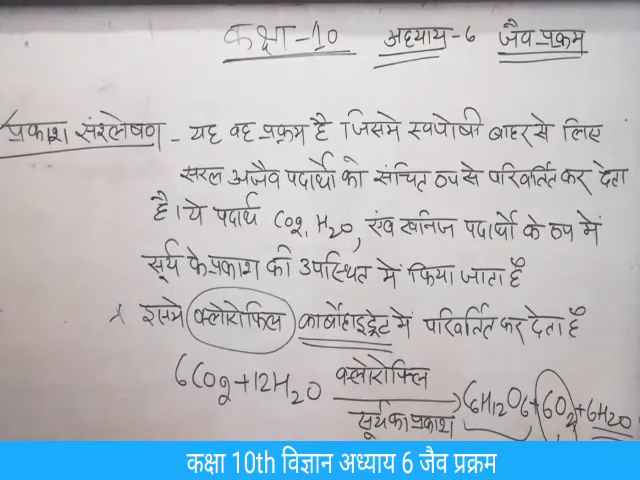 कक्षा-10 अध्याय-6 जैव प्रक्रम
प्रकाश संश्लेषण - यह वह प्रक्रम है जिसमे स्वपोषी बाहर से लिए
सरल अजैव पदार्थो को संचित रुप से परिवर्तित कर देता
है। ये पदार्थ CO2, H2O, एंव खनिज पदार्थो के रुप में
सूर्य के प्रकाश की उपस्थित में किया जाता है
x इसमे क्लोरोफिल कार्बोहाइड्रेट में परिवर्तित कर देता है
6CO2+12H2O क्लोरोफिल C6H12O6+6O2+6H2O
सूर्य का प्रकाश
कक्षा 10th विज्ञान अध्याय 6 जैव प्रक्रम